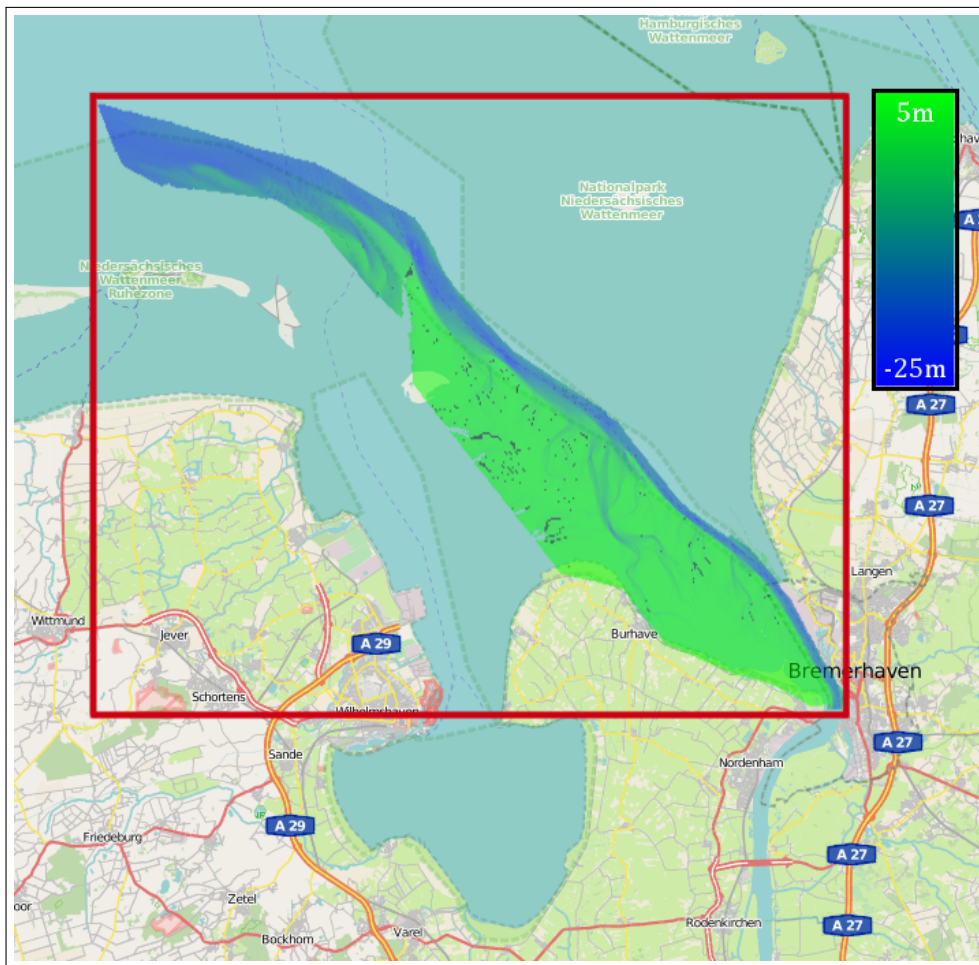 Hamburgisches
Wattenmeer
5m
Nationalpark
Niedersächsisches
Wattenmeer
Niedersächsisches
Wattenmeer
Ruhezone
-25m
A 27
A 27
Langen
Wittmund
Jever
A 29
Burhave
Bremerhaven
Schortens
Wilhelmshaven
Sande
A 27
Nordenham
A 29
Friedeburg
A 27
Zetel
Rodenkirchen
A 27
Varel
Bockhorn